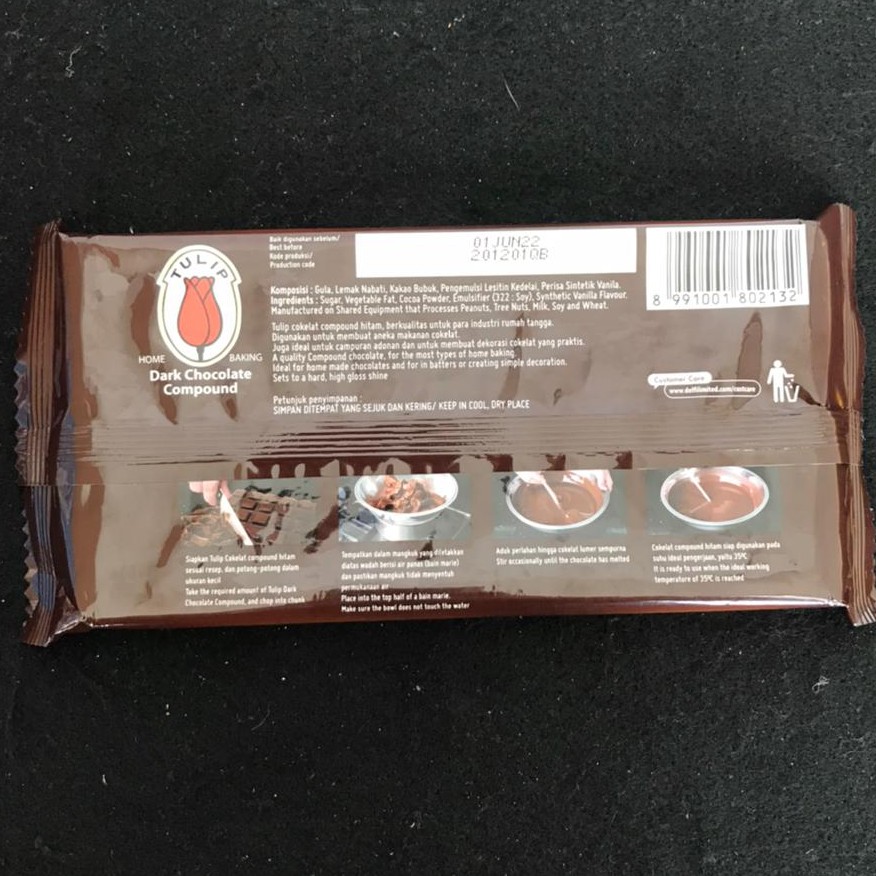 Baik digunakan sebelum/
Best before
Kode produksi/
Production code
01JUN22
2012010B
8 991001 802132
TULIP
HOME BAKING
Dark Chocolate
Compound
Komposisi : Gula, Lemak Nabati, Kakao Bubuk, Pengemulsi Lesitin Kedelai, Perisa Sintetik Vanila.
Ingredients : Sugar, Vegetable Fat, Cocoa Powder, Emulsifier (322 : Soy), Synthetic Vanilla Flavour.
Manufactured on Shared Equipment that Processes Peanuts, Tree Nuts, Milk, Soy and Wheat.
Tulip cokelat compound hitam, berkualitas untuk para industri rumah tangga.
Digunakan untuk membuat aneka makanan cokelat.
Juga ideal untuk campuran adonan dan untuk membuat dekorasi cokelat yang praktis.
A quality Compound chocolate, for the most types of home baking.
Ideal for home made chocolates and for in batters or creating simple decoration.
Sets to a hard, high gloss shine
Petunjuk penyimpanan :
SIMPAN DITEMPAT YANG SEJUK DAN KERING/ KEEP IN COOL, DRY PLACE
Customer Care
www.delfilimited.com/customercare
Siapkan Tulip Cokelat compound hitam
sesuai resep, dan potong-potong dalam
ukuran kecil
Take the required amount of Tulip Dark
Chocolate Compound, and chop into chunk
Tempatkan dalam mangkuk yang diletakkan
diatas wadah berisi air panas (bain marie)
dan pastikan mangkuk tidak menyentuh
permukaaan air
Place into the top half of a bain marie.
Make sure the bowl does not touch the water
Aduk perlahan hingga cokelat lumer sempurna
Stir occasionally until the chocolate has melted
Cokelat compound hitam siap digunakan pada
suhu ideal pengerjaan, yaitu 35ºC
It is ready to use when the ideal working
temperature of 35ºC is reached